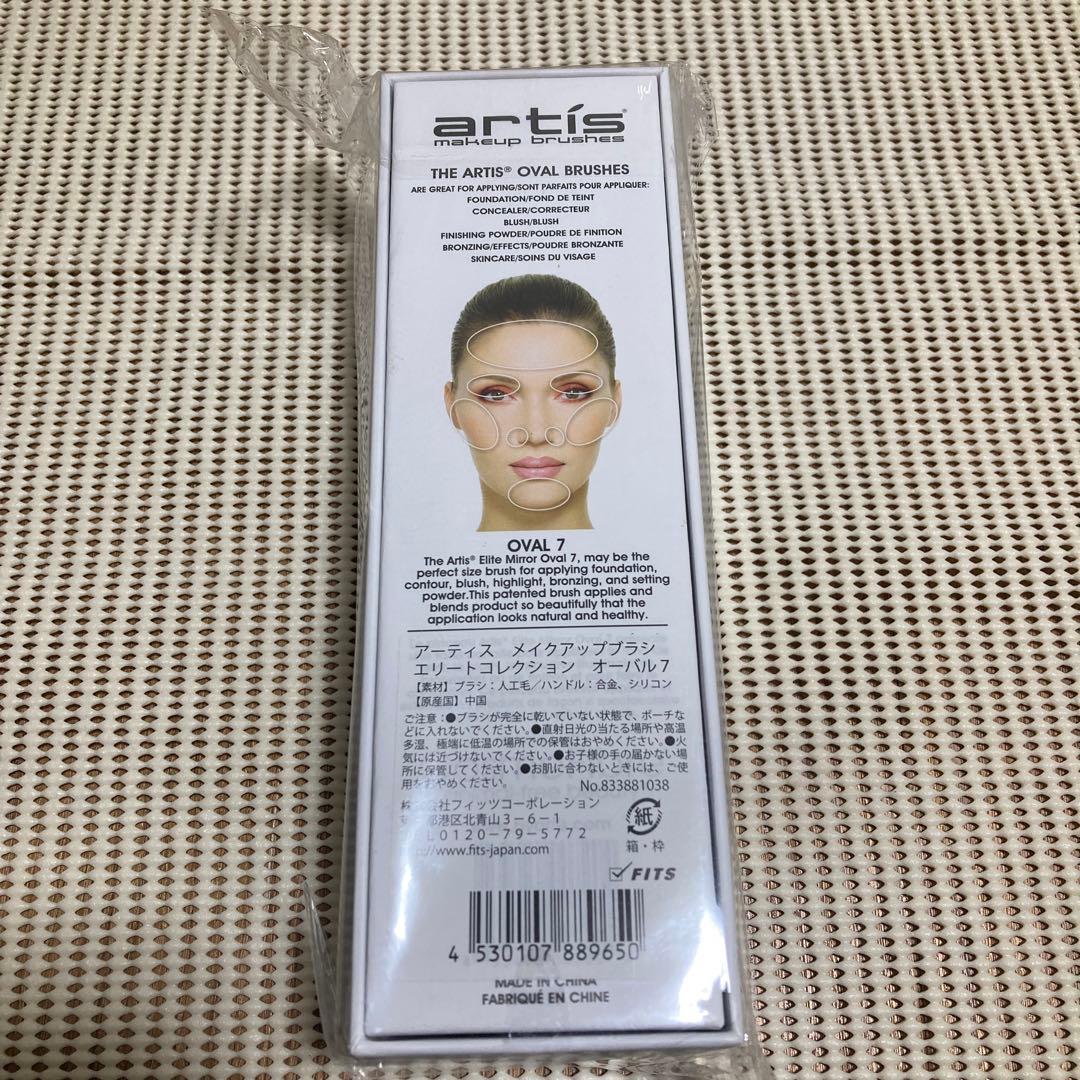 artís®
makeup brushes
THE ARTIS® OVAL BRUSHES
ARE GREAT FOR APPLYING/SONT PARFAITS POUR APPLIQUER:
FOUNDATION/FOND DE TEINT
CONCEALER/CORRECTEUR
BLUSH/BLUSH
FINISHING POWDER/POUDRE DE FINITION
BRONZING/EFFECTS/POUDRE BRONZANTE
SKINCARE/SOINS DU VISAGE
OVAL 7
The Artis® Elite Mirror Oval 7, may be the
perfect size brush for applying foundation,
contour, blush, highlight, bronzing, and setting
powder.This patented brush applies and
blends product so beautifully that the
application looks natural and healthy.
アーティス メイクアップブラシ
エリートコレクション オーバル7
【素材】ブラシ:人工毛/ハンドル:合金、シリコン
【原産国】中国
ご注意:●ブラシが完全に乾いていない状態で、ポーチな
どに入れないでください。●直射日光の当たる場所や高温
多湿、極端に低温の場所での保管はおやめください。●火
気には近づけないでください。●お子様の手の届かない場
所に保管してください。●お肌に合わないときには、ご使
用をおやめください。 No.833881038
株式会社フィッツコーポレーション
都港区北青山3-6-1
L0120-79-5772
://www.fits-japan.com
紙
箱・枠
FITS
4 530107 889650
MADE IN CHINA
FABRIQUÉ EN CHINE